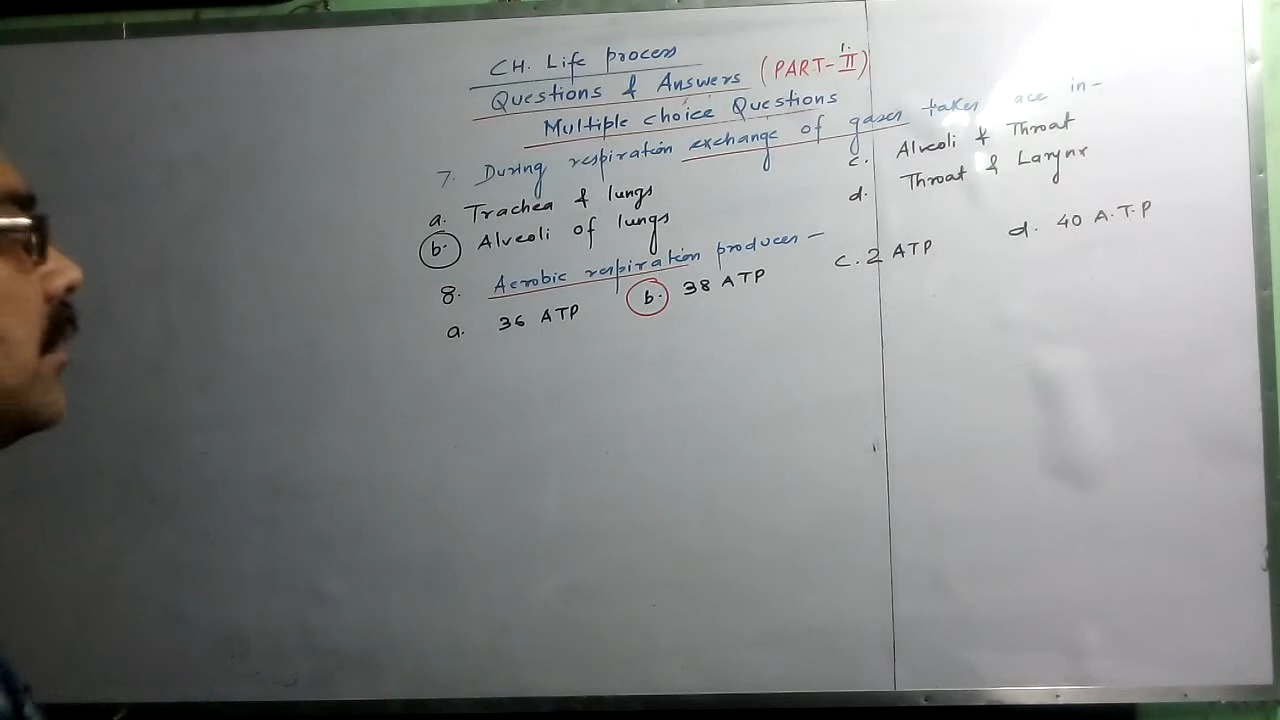 CH. Life process
Questions & Answers (PART-II)
Multiple choice Questions
7. During respiration exchange of gases takes ace in-
a. Trachea & lungs
c. Alveoli & Throat
b. Alveoli of lungs
d. Throat & Larynx
8. Aerobic respiration produces -
a. 36 ATP b. 38 ATP c. 2 ATP d. 40 A.T.P